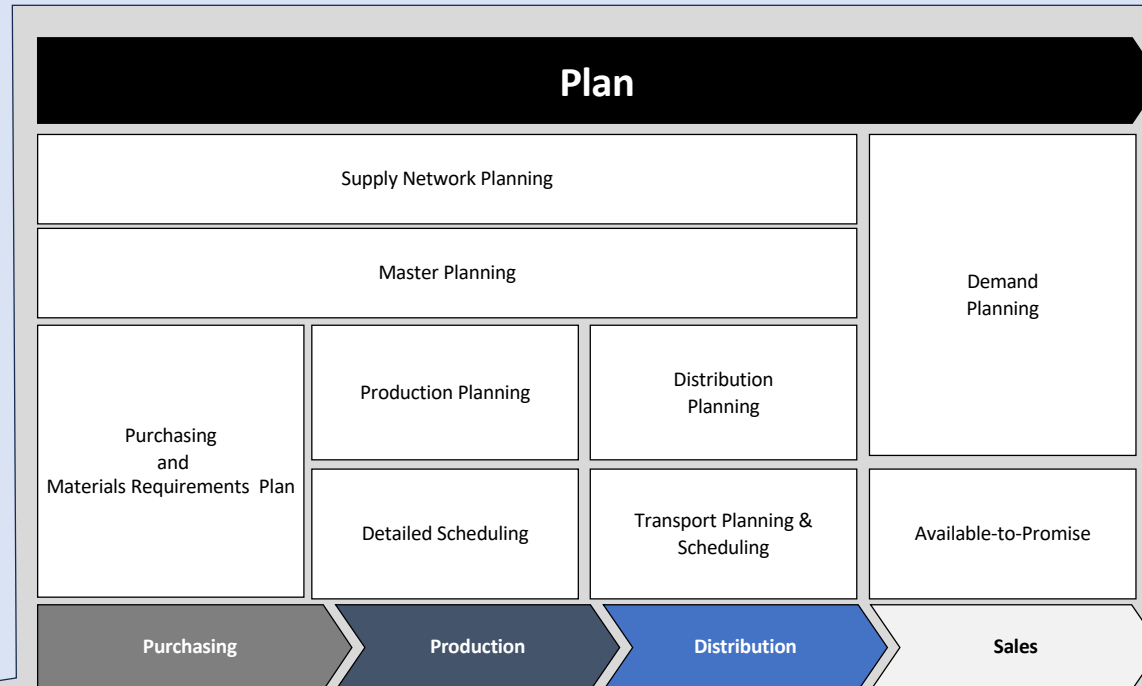 Plan
Supply Network Planning
Master Planning
Demand
Planning
Purchasing
and
Materials Requirements  Plan
Production Planning
Distribution
Planning
Detailed Scheduling
Transport Planning &
Scheduling
Available-to-Promise
Purchasing
Production
Distribution
Sales